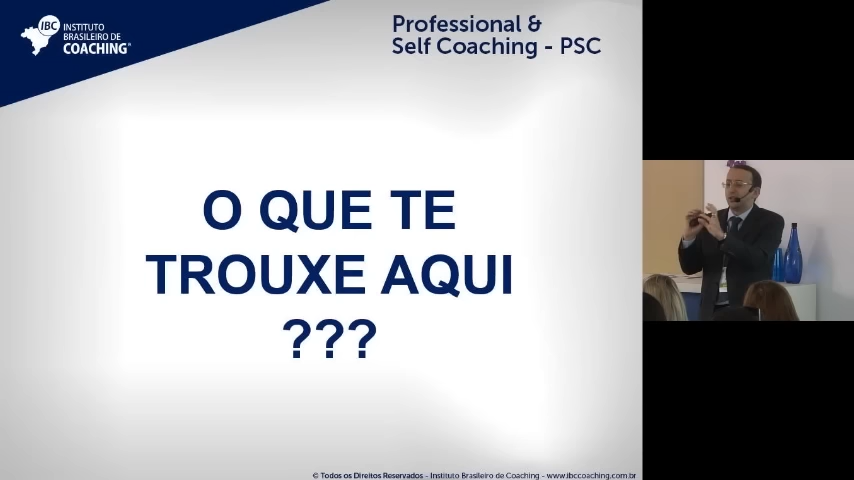 IBC
INSTITUTO
BRASILEIRO DE
COACHING®
Professional &
Self Coaching - PSC
O QUE TE
TROUXE AQUI
???
© Todos os Direitos Reservados - Instituto Brasileiro de Coaching - www.ibccoaching.com.br